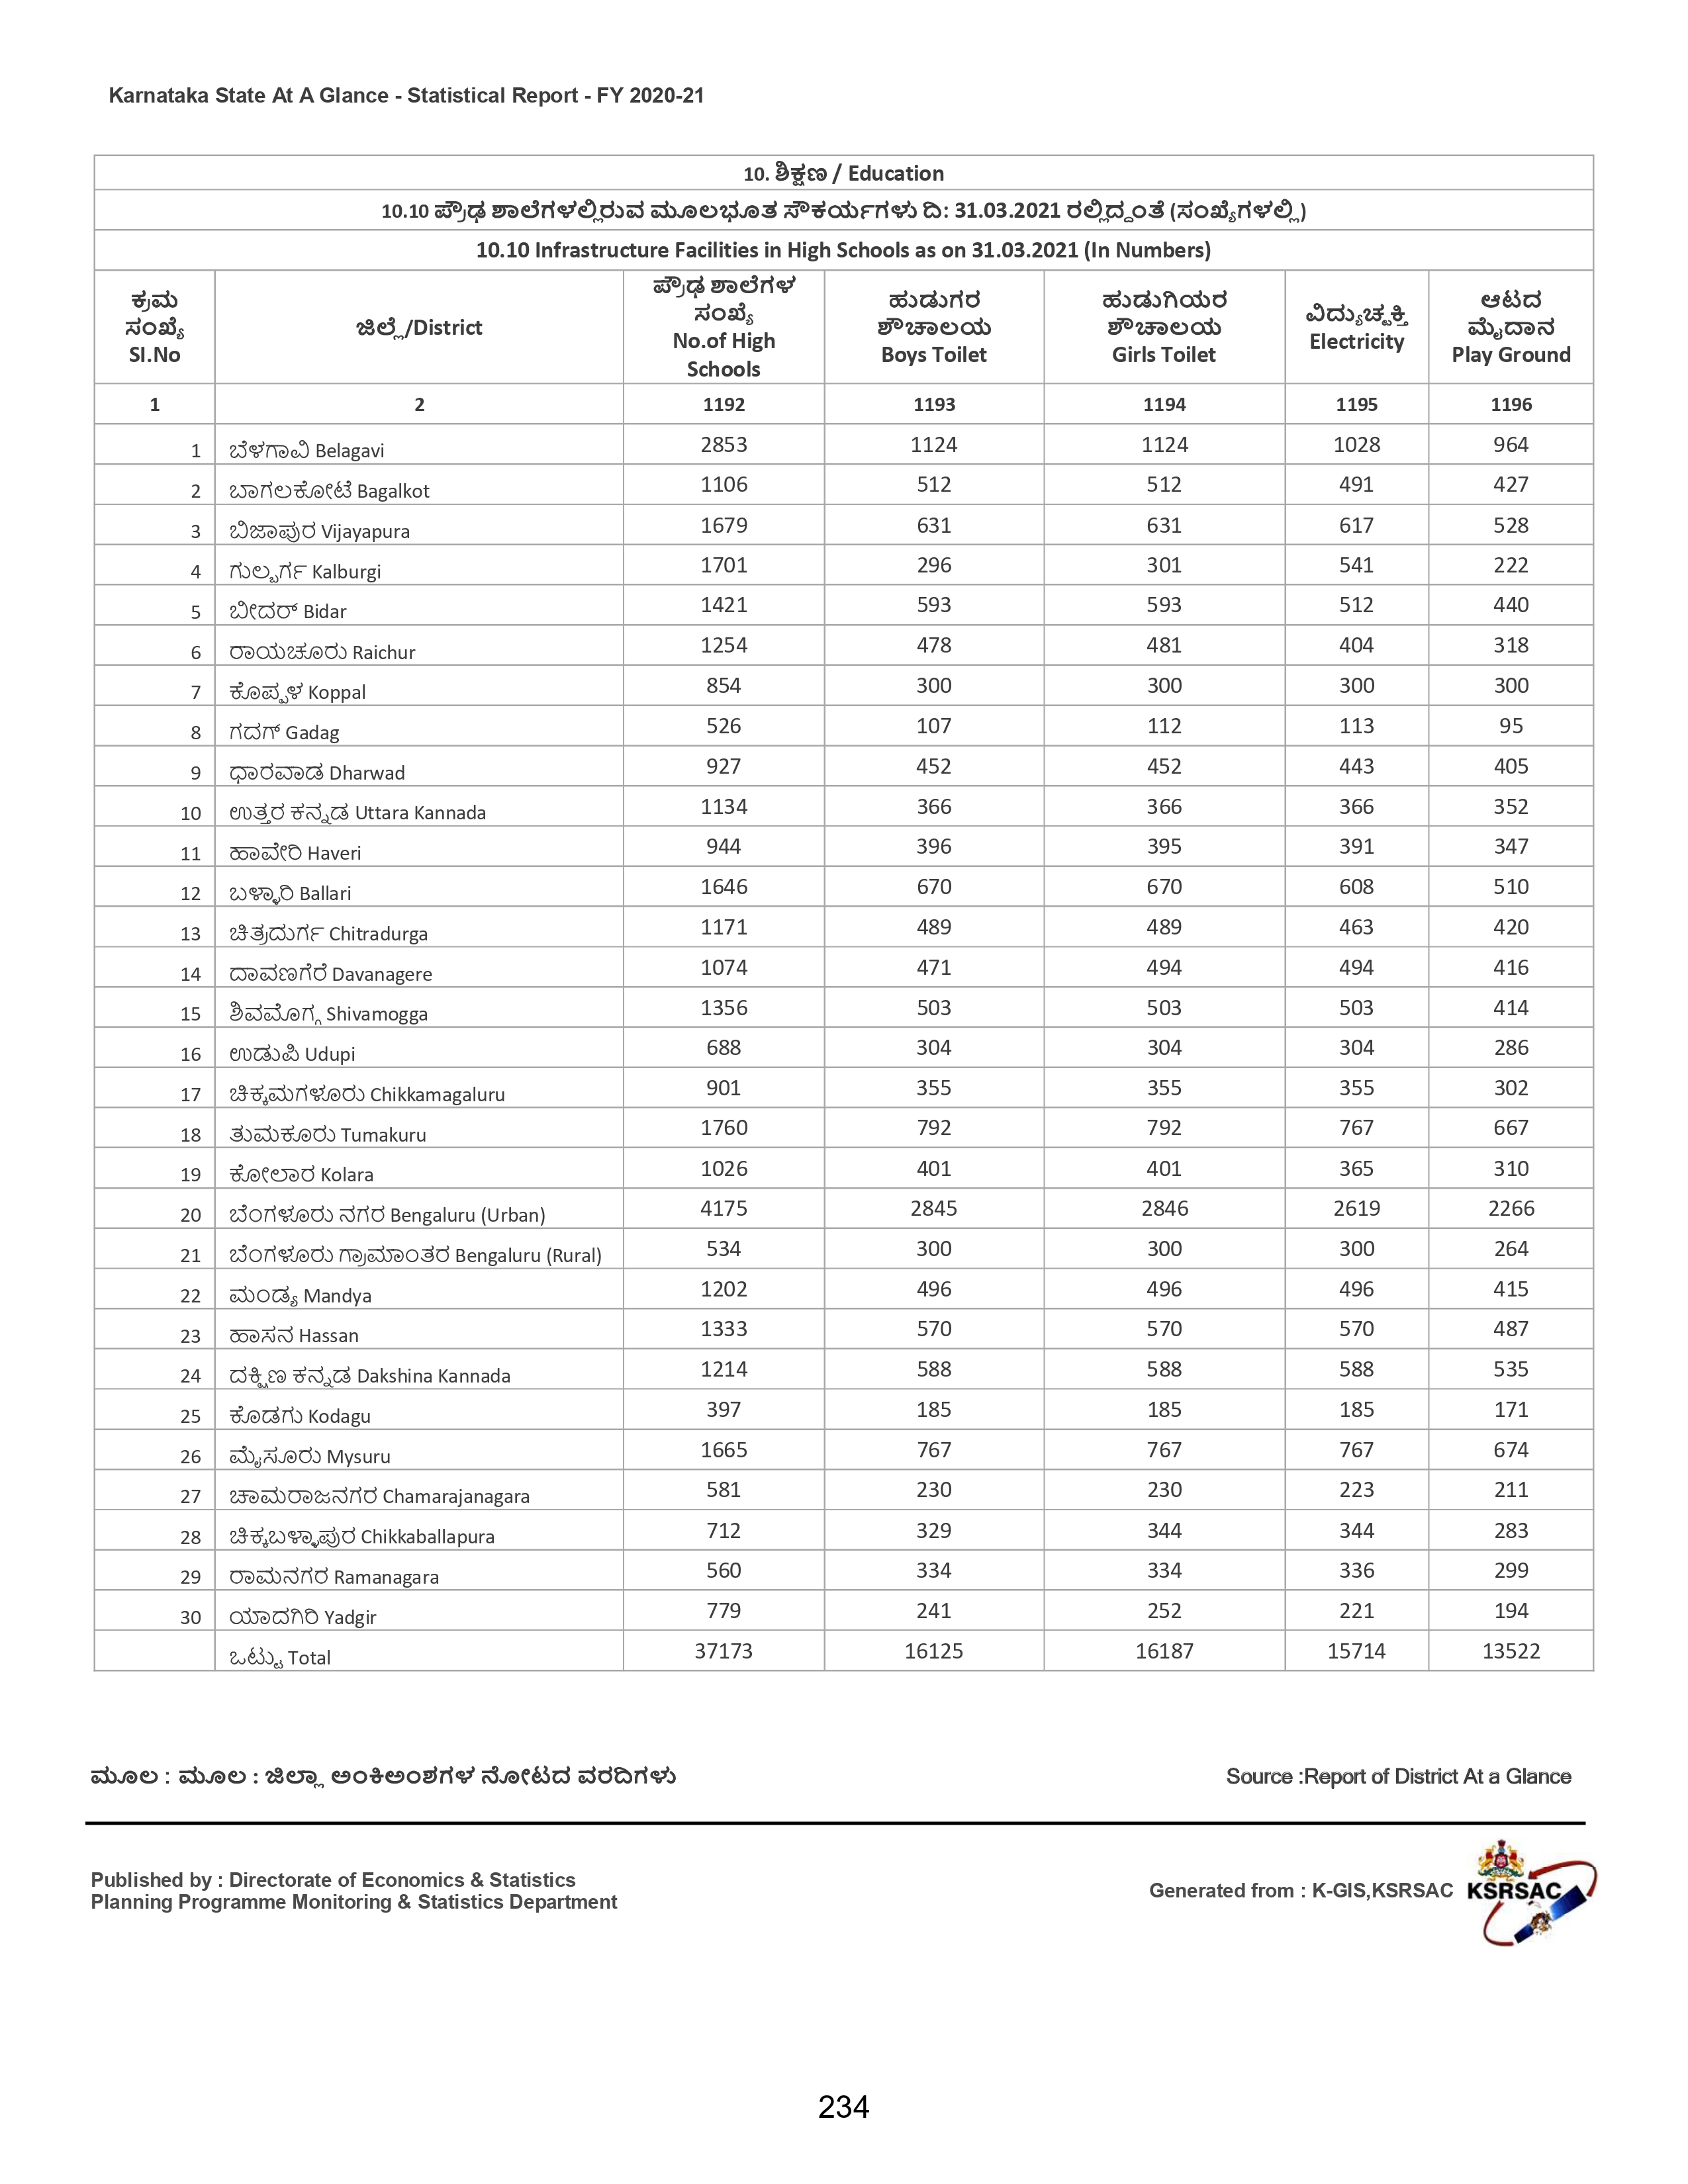 Karnataka State At A Glance - Statistical Report - FY 2020-21
10. ಶಿಕ್ಷಣ / Education
10.10 ಪ್ರೌಢ ಶಾಲೆಗಳಲ್ಲಿರುವ ಮೂಲಭೂತ ಸೌಕರ್ಯಗಳು ದಿ: 31.03.2021 ರಲ್ಲಿದ್ದಂತೆ (ಸಂಖ್ಯೆಗಳಲ್ಲಿ)
10.10 Infrastructure Facilities in High Schools as on 31.03.2021 (In Numbers)
ಕ್ರಮ ಸಂಖ್ಯೆ SI.No ಜಿಲ್ಲೆ/District ಪ್ರೌಢ ಶಾಲೆಗಳ ಸಂಖ್ಯೆ No.of High Schools ಹುಡುಗರ ಶೌಚಾಲಯ Boys Toilet ಹುಡುಗಿಯರ ಶೌಚಾಲಯ Girls Toilet ವಿದ್ಯುಚ್ಛಕ್ತಿ Electricity ಆಟದ ಮೈದಾನ Play Ground
1 2 1192 1193 1194 1195 1196
1 ಬೆಳಗಾವಿ Belagavi 2853 1124 1124 1028 964
2 ಬಾಗಲಕೋಟೆ Bagalkot 1106 512 512 491 427
3 ಬಿಜಾಪುರ Vijayapura 1679 631 631 617 528
4 ಗುಲ್ಬರ್ಗ Kalburgi 1701 296 301 541 222
5 ಬೀದರ್ Bidar 1421 593 593 512 440
6 ರಾಯಚೂರು Raichur 1254 478 481 404 318
7 ಕೊಪ್ಪಳ Koppal 854 300 300 300 300
8 ಗದಗ್ Gadag 526 107 112 113 95
9 ಧಾರವಾಡ Dharwad 927 452 452 443 405
10 ಉತ್ತರ ಕನ್ನಡ Uttara Kannada 1134 366 366 366 352
11 ಹಾವೇರಿ Haveri 944 396 395 391 347
12 ಬಳ್ಳಾರಿ Ballari 1646 670 670 608 510
13 ಚಿತ್ರದುರ್ಗ Chitradurga 1171 489 489 463 420
14 ದಾವಣಗೆರೆ Davanagere 1074 471 494 494 416
15 ಶಿವಮೊಗ್ಗ Shivamogga 1356 503 503 503 414
16 ಉಡುಪಿ Udupi 688 304 304 304 286
17 ಚಿಕ್ಕಮಗಳೂರು Chikkamagaluru 901 355 355 355 302
18 ತುಮಕೂರು Tumakuru 1760 792 792 767 667
19 ಕೋಲಾರ Kolara 1026 401 401 365 310
20 ಬೆಂಗಳೂರು ನಗರ Bengaluru (Urban) 4175 2845 2846 2619 2266
21 ಬೆಂಗಳೂರು ಗ್ರಾಮಾಂತರ Bengaluru (Rural) 534 300 300 300 264
22 ಮಂಡ್ಯ Mandya 1202 496 496 496 415
23 ಹಾಸನ Hassan 1333 570 570 570 487
24 ದಕ್ಷಿಣ ಕನ್ನಡ Dakshina Kannada 1214 588 588 588 535
25 ಕೊಡಗು Kodagu 397 185 185 185 171
26 ಮೈಸೂರು Mysuru 1665 767 767 767 674
27 ಚಾಮರಾಜನಗರ Chamarajanagara 581 230 230 223 211
28 ಚಿಕ್ಕಬಳ್ಳಾಪುರ Chikkaballapura 712 329 344 344 283
29 ರಾಮನಗರ Ramanagara 560 334 334 336 299
30 ಯಾದಗಿರಿ Yadgir 779 241 252 221 194
ಒಟ್ಟು Total 37173 16125 16187 15714 13522
ಮೂಲ : ಮೂಲ : ಜಿಲ್ಲಾ ಅಂಕಿಅಂಶಗಳ ನೋಟದ ವರದಿಗಳು Source :Report of District At a Glance
Published by : Directorate of Economics & Statistics
Planning Programme Monitoring & Statistics Department
Generated from : K-GIS,KSRSAC KSRSAC
234